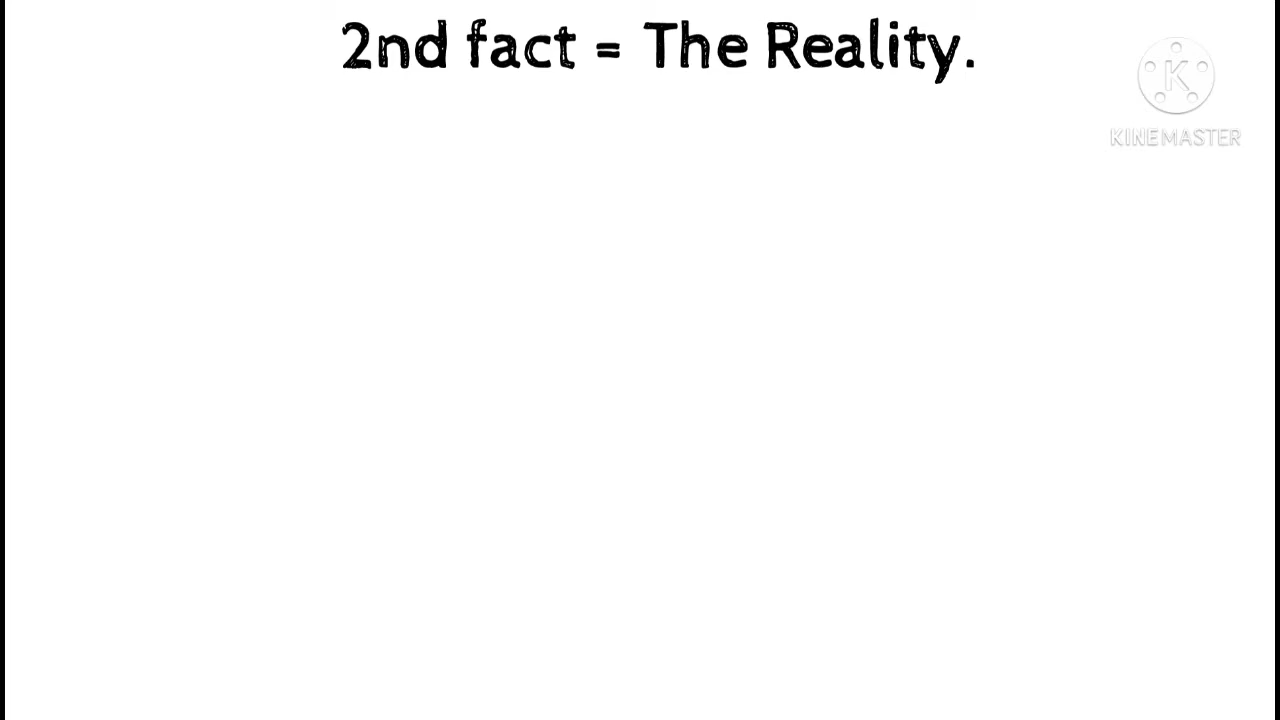 2nd fact = The Reality.
K
KINEMASTER